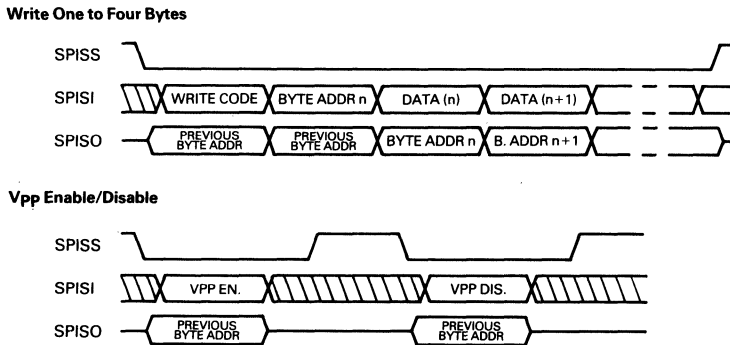 Write One to Four Bytes
SPISS
SPISI WRITE CODE BYTE ADDR n DATA (n) DATA (n+1)
SPISO PREVIOUS BYTE ADDR PREVIOUS BYTE ADDR BYTE ADDR n B. ADDR n+1
Vpp Enable/Disable
SPISS
SPISI VPP EN. VPP DIS.
SPISO PREVIOUS BYTE ADDR PREVIOUS BYTE ADDR